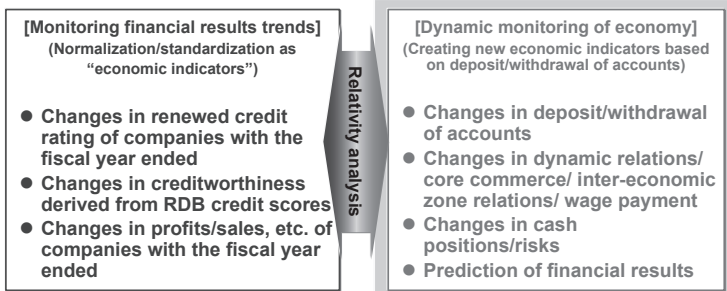 [Monitoring financial results trends]
(Normalization/standardization as
“economic indicators”)
● Changes in renewed credit
rating of companies with the
fiscal year ended
● Changes in creditworthiness
derived from RDB credit scores
● Changes in profits/sales, etc. of
companies with the fiscal year
ended
Relativity analysis
[Dynamic monitoring of economy]
(Creating new economic indicators based
on deposit/withdrawal of accounts)
● Changes in deposit/withdrawal
of accounts
● Changes in dynamic relations/
core commerce/ inter-economic
zone relations/ wage payment
● Changes in cash
positions/risks
● Prediction of financial results